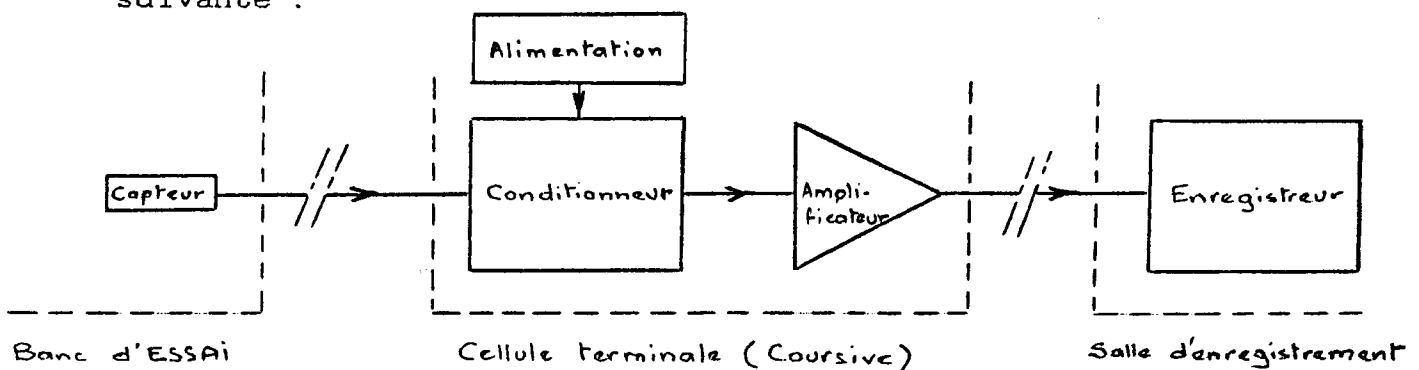 suivante :
Alimentation
Capteur
Conditionneur
Ampli-
ficateur
Enregistreur
Banc d'ESSAi
Cellule terminale (Coursive)
Salle d'enregistrement